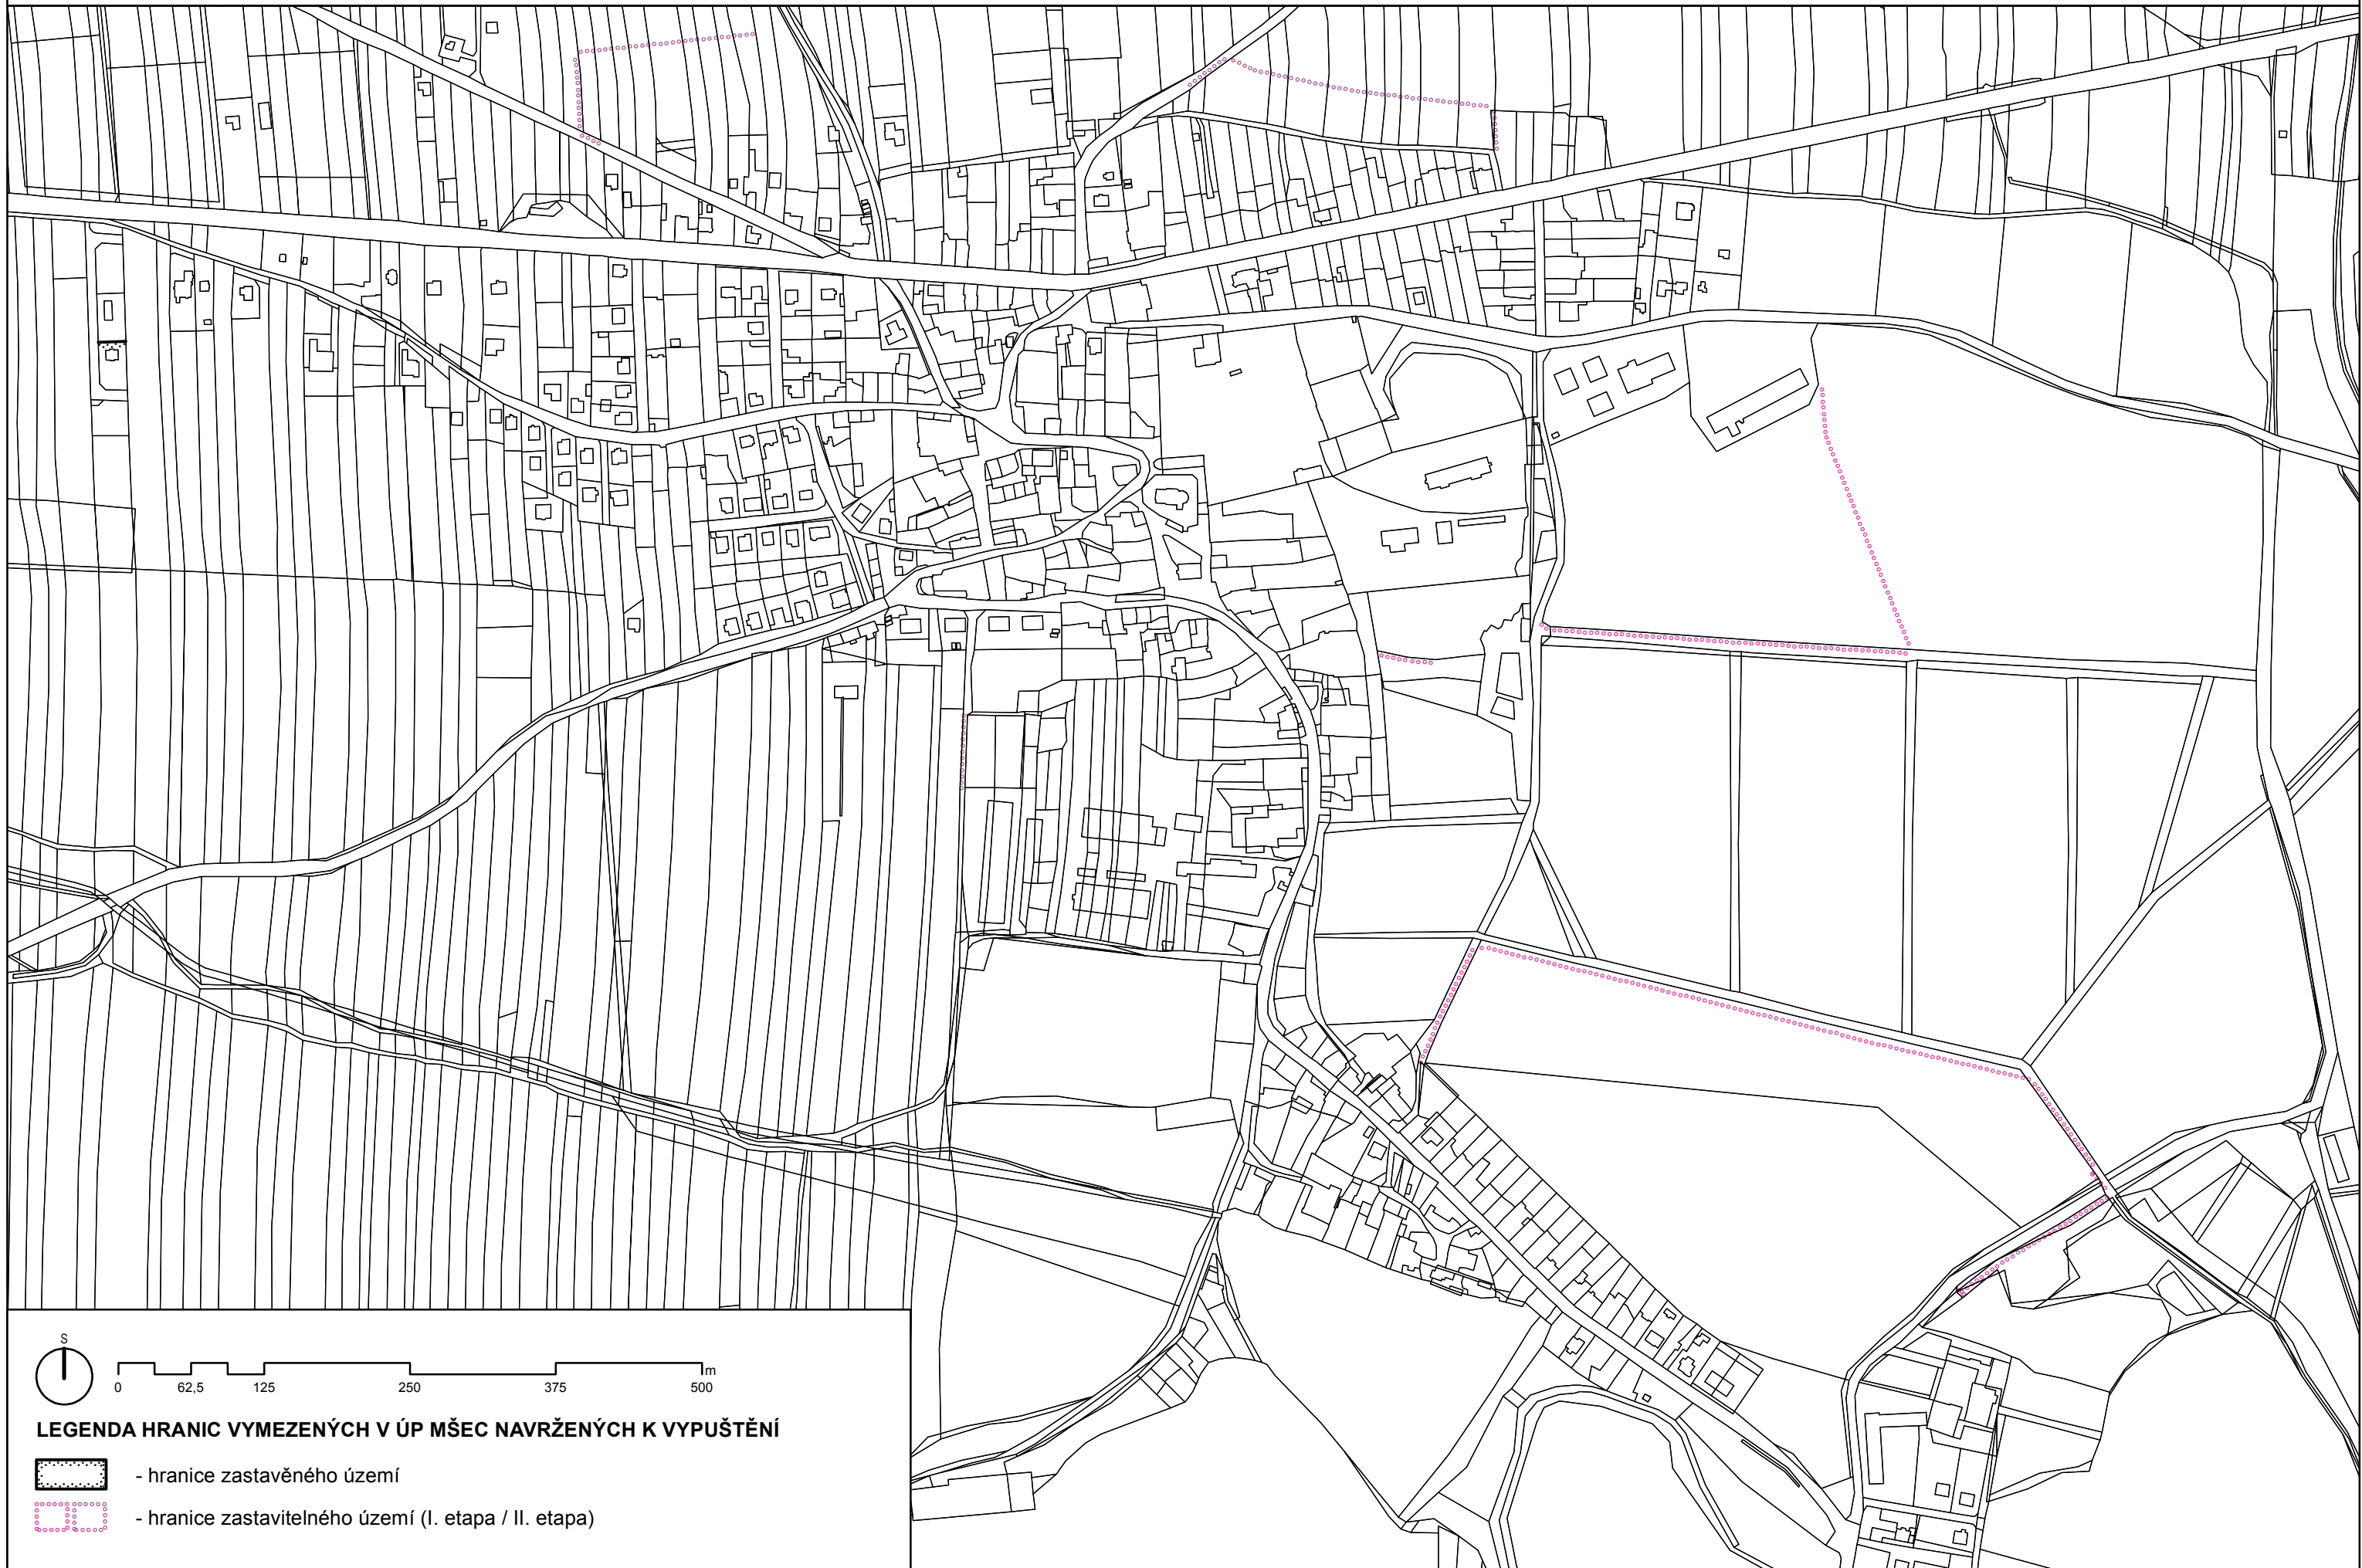 S
m
0 62,5 125 250 375 500
LEGENDA HRANIC VYMEZENÝCH V ÚP MŠEC NAVRŽENÝCH K VYPUŠTĚNÍ
- hranice zastavěného území
- hranice zastavitelného území (I. etapa / II. etapa)